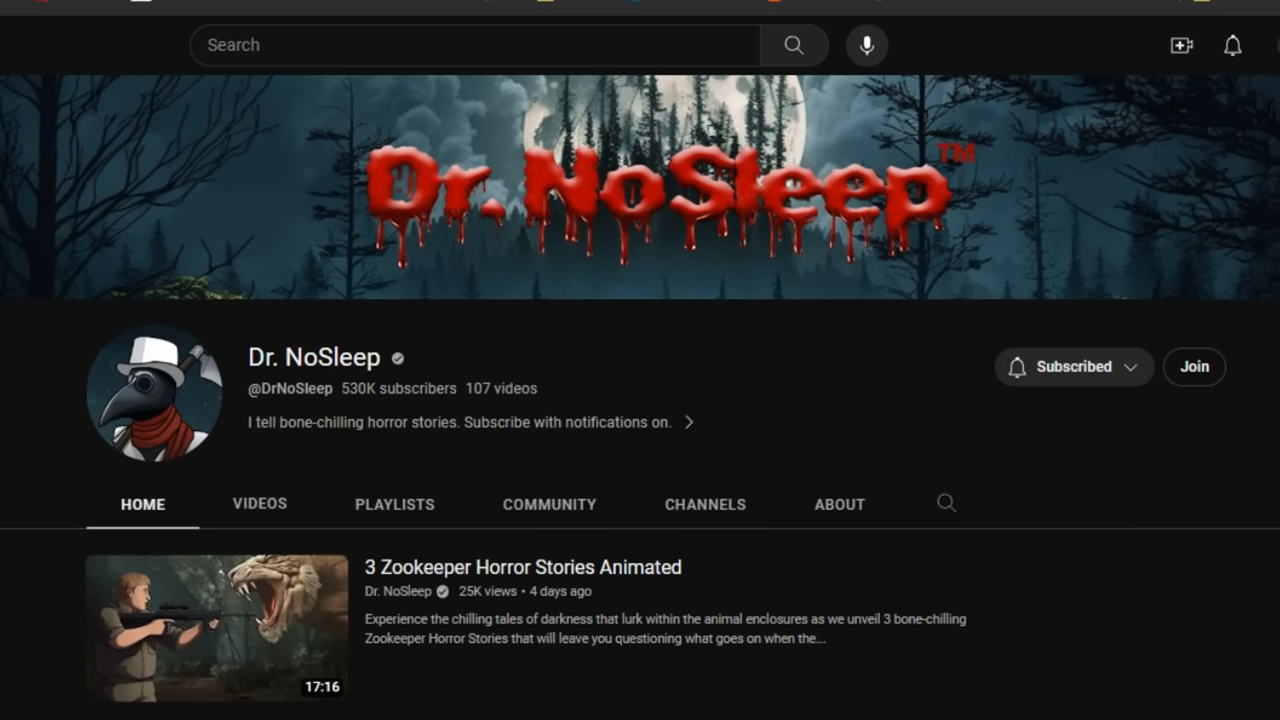 Search
Dr. NoSleep™
Dr. NoSleep
@DrNoSleep 530K subscribers 107 videos
I tell bone-chilling horror stories. Subscribe with notifications on.
Subscribed
Join
HOME VIDEOS PLAYLISTS COMMUNITY CHANNELS ABOUT
3 Zookeeper Horror Stories Animated
Dr. NoSleep 25K views • 4 days ago
Experience the chilling tales of darkness that lurk within the animal enclosures as we unveil 3 bone-chilling
Zookeeper Horror Stories that will leave you questioning what goes on when the...
17:16